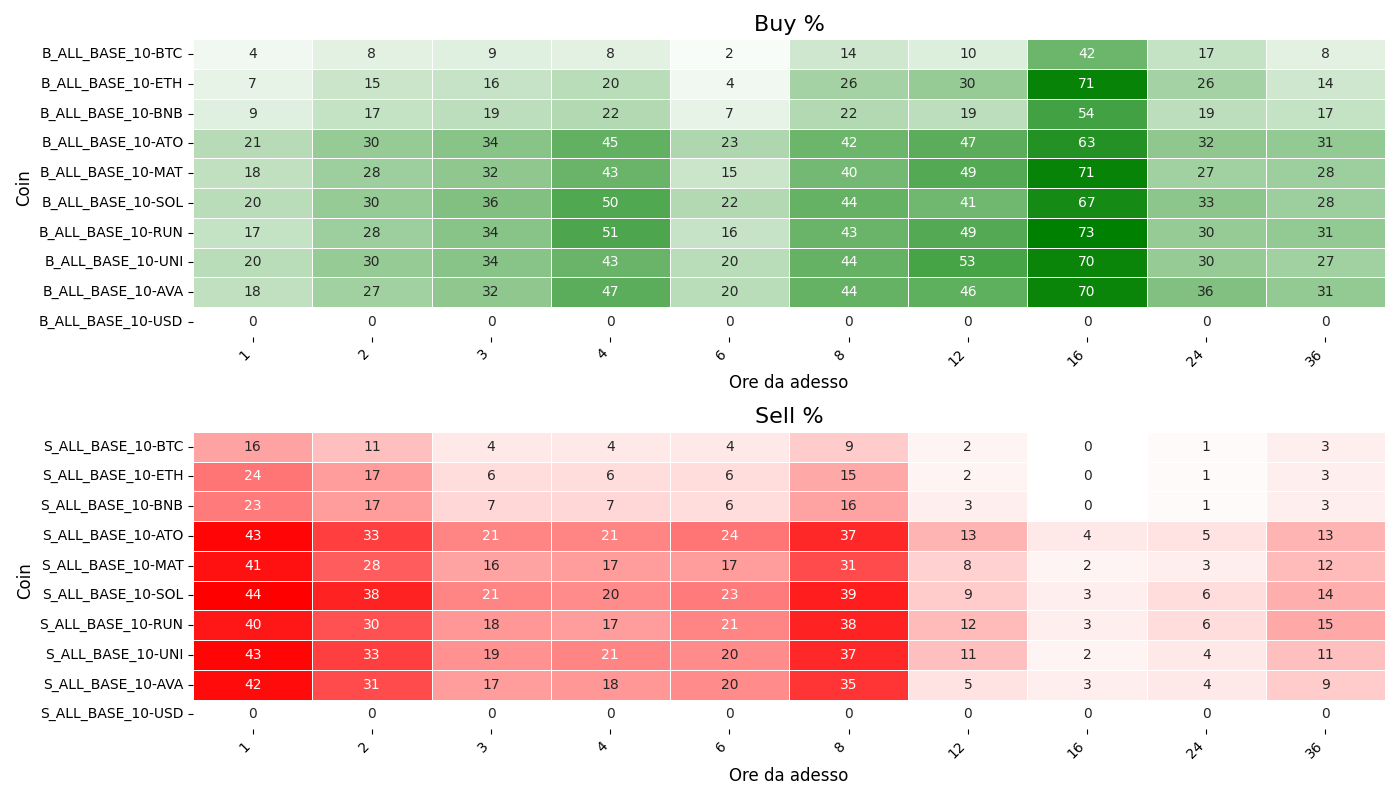 Buy %
Coin
B_ALL_BASE_10-BTC 4 8 9 8 2 14 10 42 17 8
B_ALL_BASE_10-ETH 7 15 16 20 4 26 30 71 26 14
B_ALL_BASE_10-BNB 9 17 19 22 7 22 19 54 19 17
B_ALL_BASE_10-ATO 21 30 34 45 23 42 47 63 32 31
B_ALL_BASE_10-MAT 18 28 32 43 15 40 49 71 27 28
B_ALL_BASE_10-SOL 20 30 36 50 22 44 41 67 33 28
B_ALL_BASE_10-RUN 17 28 34 51 16 43 49 73 30 31
B_ALL_BASE_10-UNI 20 30 34 43 20 44 53 70 30 27
B_ALL_BASE_10-AVA 18 27 32 47 20 44 46 70 36 31
B_ALL_BASE_10-USD 0 0 0 0 0 0 0 0 0 0
1 2 3 4 6 8 12 16 24 36
Ore da adesso
Sell %
Coin
S_ALL_BASE_10-BTC 16 11 4 4 4 9 2 0 1 3
S_ALL_BASE_10-ETH 24 17 6 6 6 15 2 0 1 3
S_ALL_BASE_10-BNB 23 17 7 7 6 16 3 0 1 3
S_ALL_BASE_10-ATO 43 33 21 21 24 37 13 4 5 13
S_ALL_BASE_10-MAT 41 28 16 17 17 31 8 2 3 12
S_ALL_BASE_10-SOL 44 38 21 20 23 39 9 3 6 14
S_ALL_BASE_10-RUN 40 30 18 17 21 38 12 3 6 15
S_ALL_BASE_10-UNI 43 33 19 21 20 37 11 2 4 11
S_ALL_BASE_10-AVA 42 31 17 18 20 35 5 3 4 9
S_ALL_BASE_10-USD 0 0 0 0 0 0 0 0 0 0
1 2 3 4 6 8 12 16 24 36
Ore da adesso